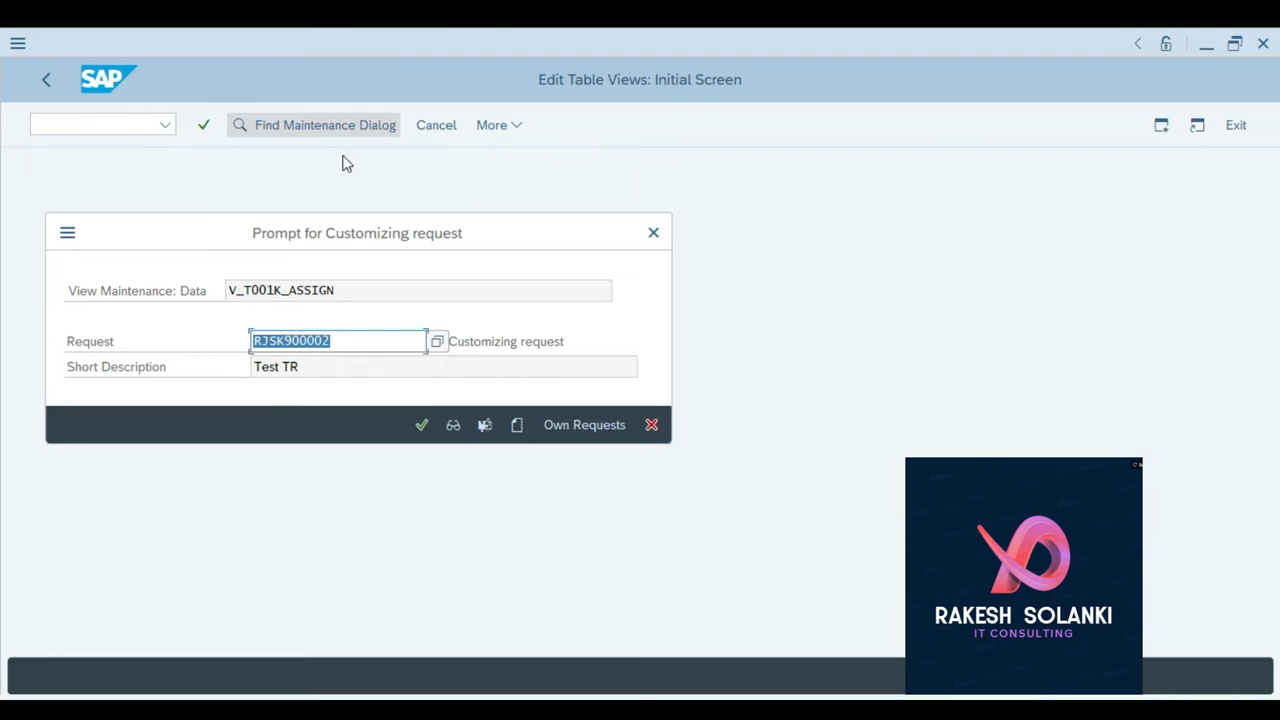 SAP
Edit Table Views: Initial Screen
Find Maintenance Dialog
Cancel
More
Exit
Prompt for Customizing request
View Maintenance: Data
V_T001K_ASSIGN
Request
RJSK900002
Customizing request
Short Description
Test TR
Own Requests
RAKESH SOLANKI
IT CONSULTING